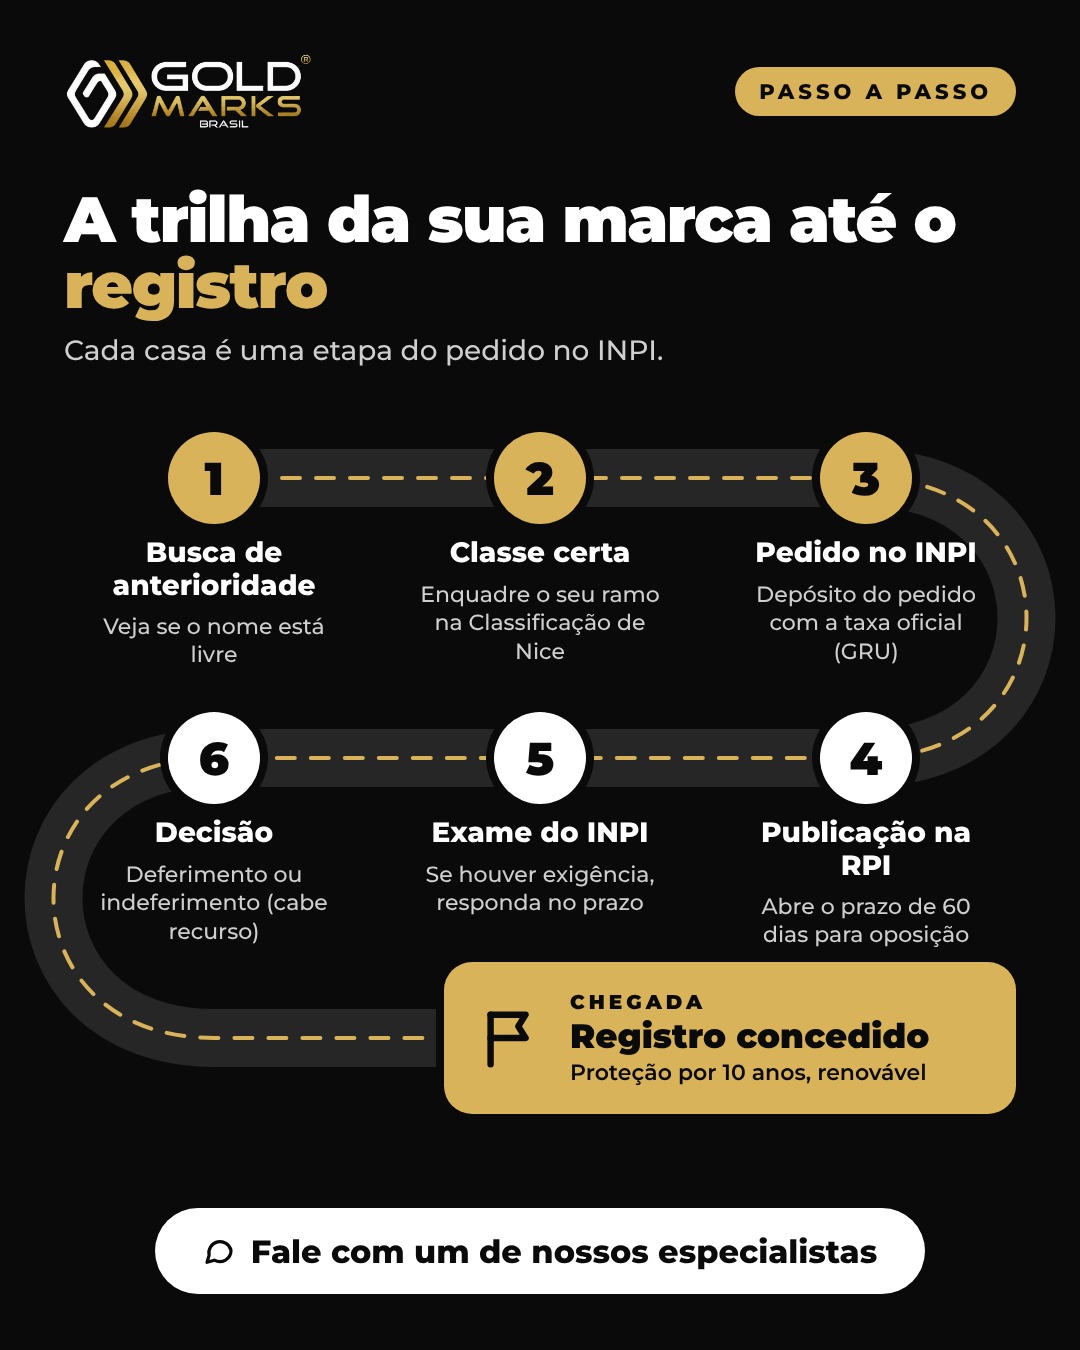 GOLD
MARKS
BRASIL
®
PASSO A PASSO
A trilha da sua marca até o
registro
Cada casa é uma etapa do pedido no INPI.
1
Busca de
anterioridade
Veja se o nome está
livre
2
Classe certa
Enquadre o seu ramo
na Classificação de
Nice
3
Pedido no INPI
Depósito do pedido
com a taxa oficial
(GRU)
4
Publicação na
RPI
Abre o prazo de 60
dias para oposição
5
Exame do INPI
Se houver exigência,
responda no prazo
6
Decisão
Deferimento ou
indeferimento (cabe
recurso)
CHEGADA
Registro concedido
Proteção por 10 anos, renovável
Fale com um de nossos especialistas